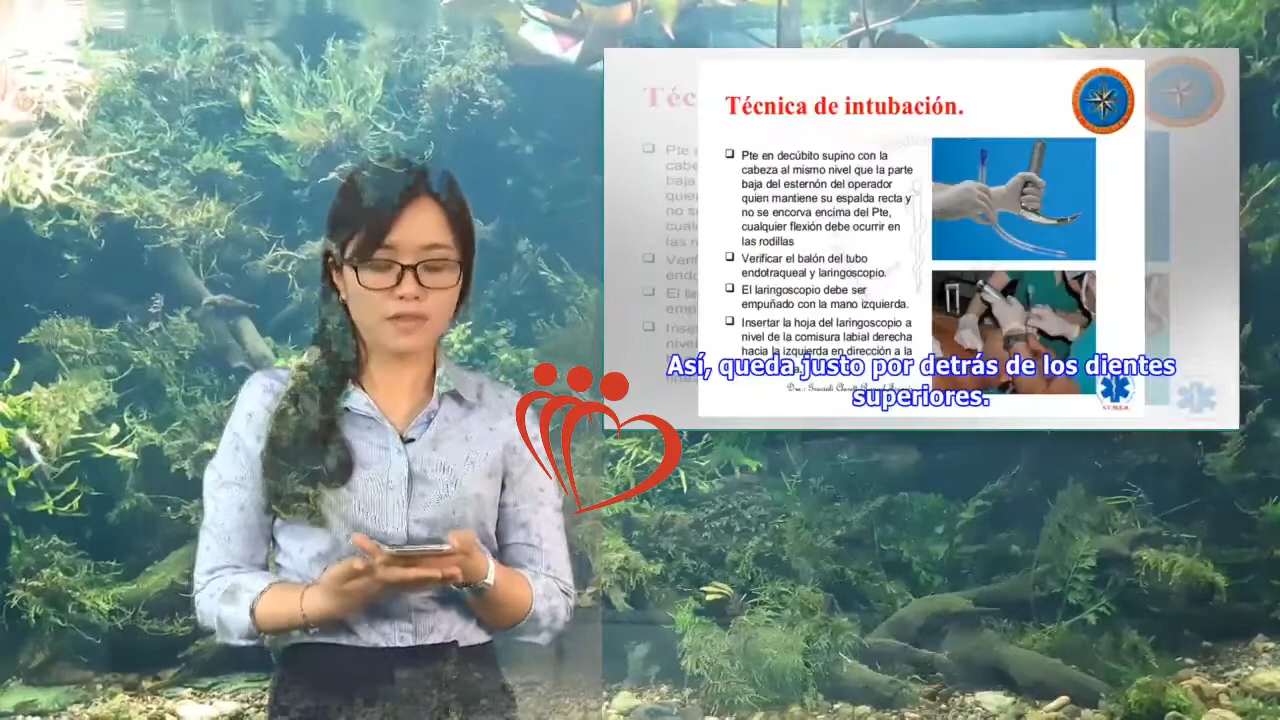 Técnica de intubación.
Pte en decúbito supino con la
cabeza al mismo nivel que la parte
baja del esternón del operador
quien mantiene su espalda recta y
no se encorva encima del Pte,
cualquier flexión debe ocurrir en
las rodillas
Verificar el balón del tubo
endotraqueal y laringoscopio.
El laringoscopio debe ser
empuñado con la mano izquierda.
Insertar la hoja del laringoscopio a
nivel de la comisura labial derecha
hacia la izquierda en dirección a la
Así, queda justo por detrás de los dientes
superiores.